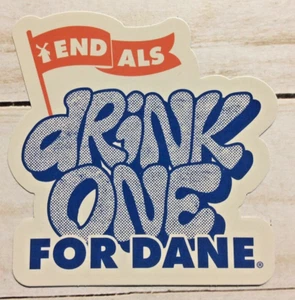 END ALS
DRiNK
ONE
FOR DANE®